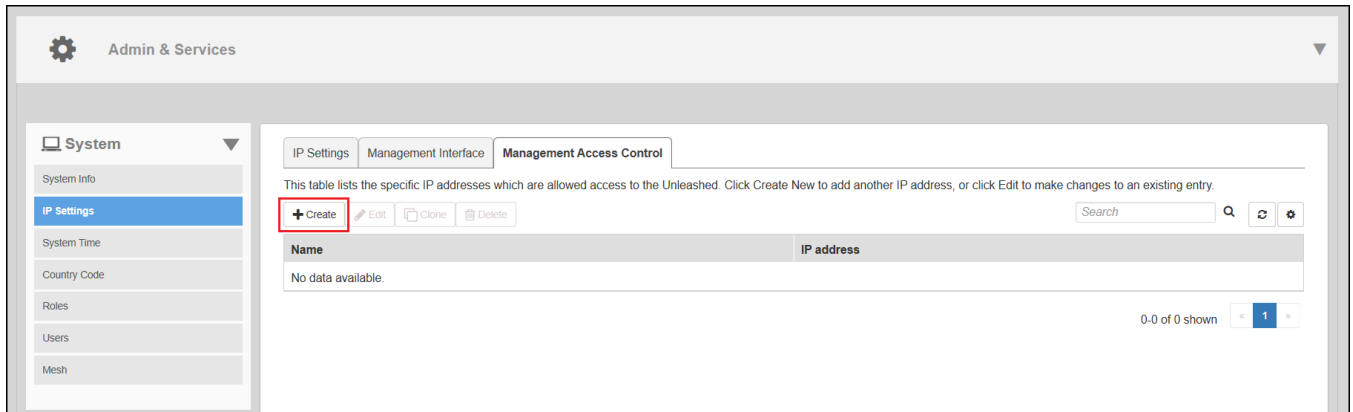 Admin & Services
System
System Info
IP Settings
System Time
Country Code
Roles
Users
Mesh
IP Settings Management Interface Management Access Control
This table lists the specific IP addresses which are allowed access to the Unleashed. Click Create New to add another IP address, or click Edit to make changes to an existing entry.
Create Edit Clone Delete Search
Name IP address
No data available.
0-0 of 0 shown « 1 »